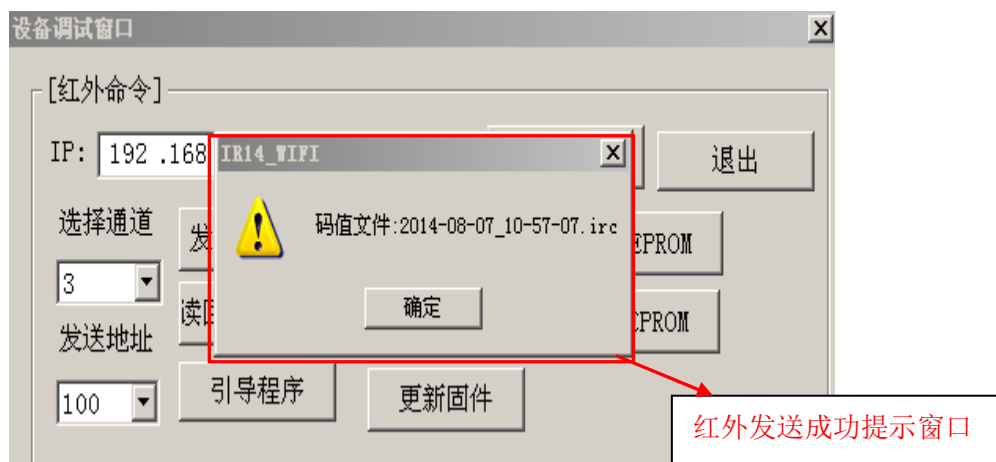 设备调试窗口
[红外命令]
IP: 192 .168
退出
IR14_WIFI
码值文件:2014-08-07_10-57-07.irc
确定
选择通道
发
EPROM
3
读
EPROM
发送地址
100
引导程序
更新固件
红外发送成功提示窗口